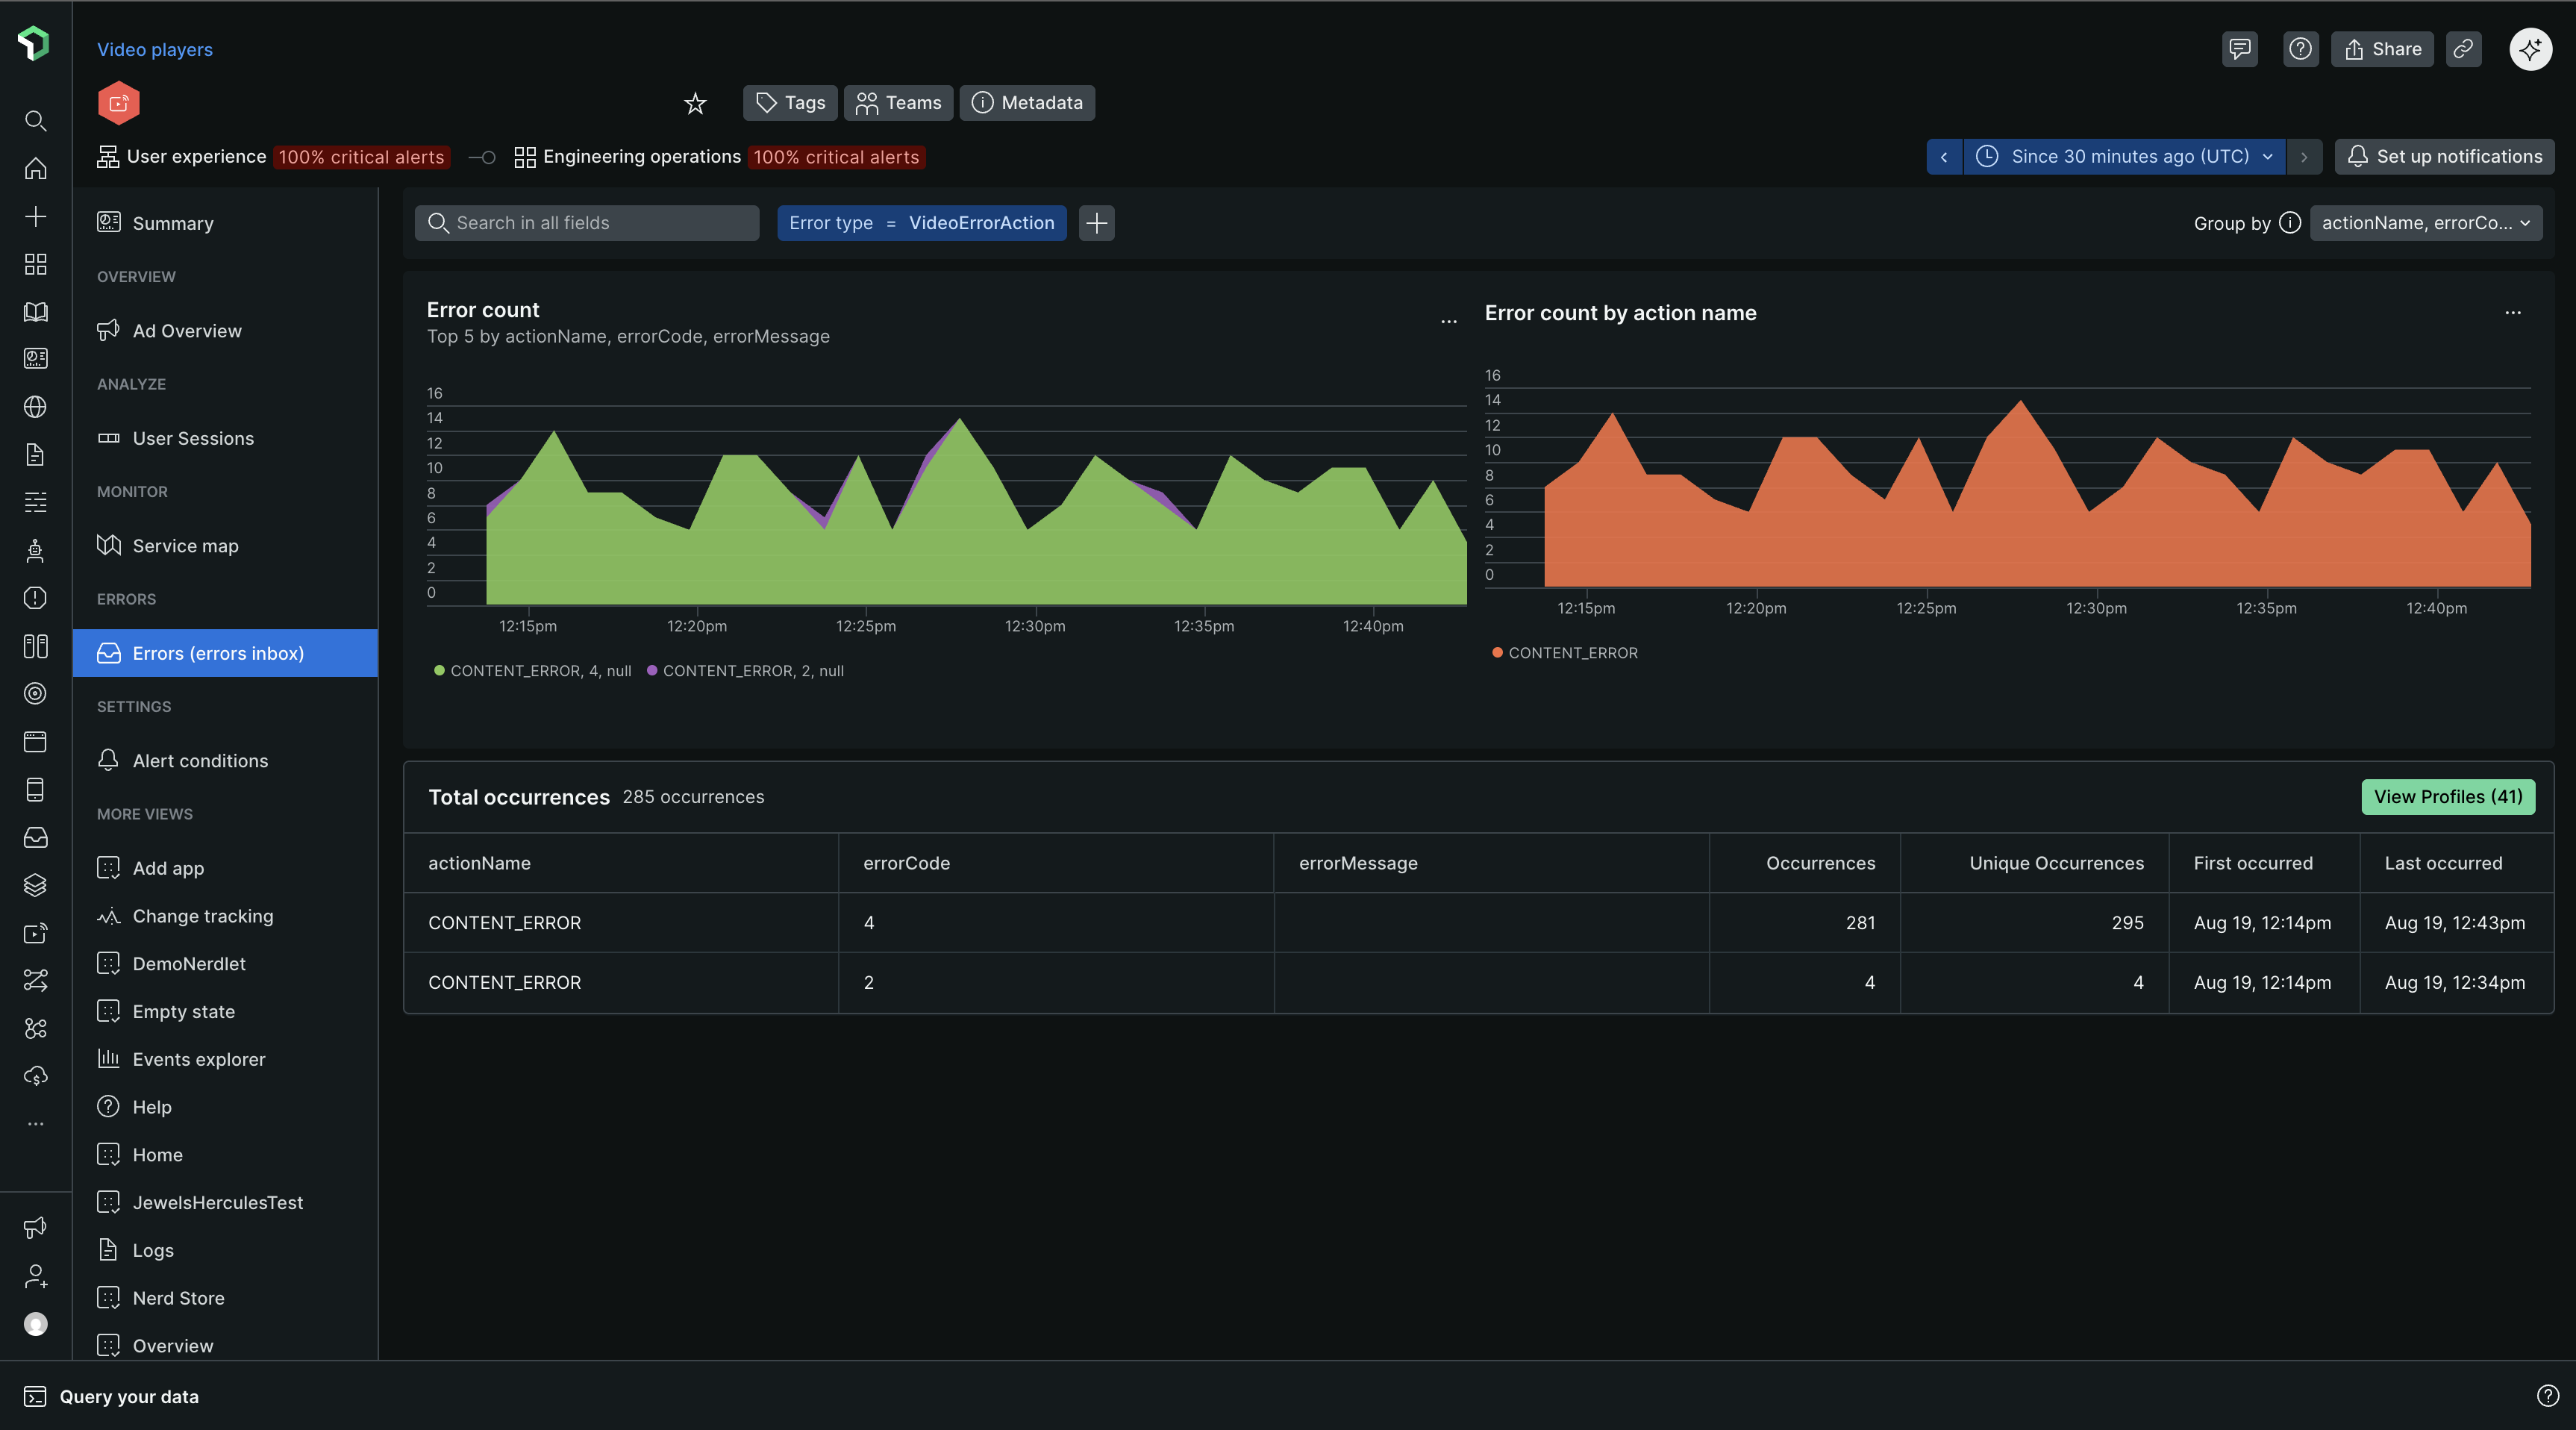 Video players
Share
Tags
Teams
Metadata
User experience 100% critical alerts
Engineering operations 100% critical alerts
Since 30 minutes ago (UTC)
Set up notifications
Summary
OVERVIEW
Ad Overview
ANALYZE
User Sessions
MONITOR
Service map
ERRORS
Errors (errors inbox)
SETTINGS
Alert conditions
MORE VIEWS
Add app
Change tracking
DemoNerdlet
Empty state
Events explorer
Help
Home
JewelsHerculesTest
Logs
Nerd Store
Overview
Search in all fields
Error type = VideoErrorAction
Group by
actionName, errorCo...
Error count
Top 5 by actionName, errorCode, errorMessage
16
14
12
10
8
6
4
2
0
12:15pm 12:20pm 12:25pm 12:30pm 12:35pm 12:40pm
CONTENT_ERROR, 4, null CONTENT_ERROR, 2, null
Error count by action name
16
14
12
10
8
6
4
2
0
12:15pm 12:20pm 12:25pm 12:30pm 12:35pm 12:40pm
CONTENT_ERROR
Total occurrences 285 occurrences
View Profiles (41)
actionName errorCode errorMessage Occurrences Unique Occurrences First occurred Last occurred
CONTENT_ERROR 4 281 295 Aug 19, 12:14pm Aug 19, 12:43pm
CONTENT_ERROR 2 4 4 Aug 19, 12:14pm Aug 19, 12:34pm
Query your data